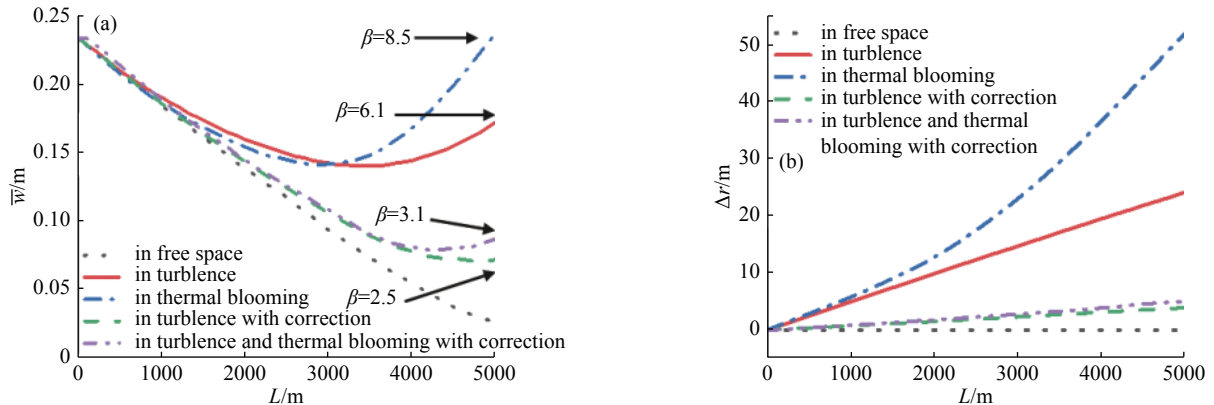 (a)
0.25
0.20
0.15
0.10
0.05
0
w̅/m
β=8.5
β=6.1
β=3.1
β=2.5
in free space
in turblence
in thermal blooming
in turblence with correction
in turblence and thermal blooming with correction
0 1000 2000 3000 4000 5000
L/m
50
40
30
20
10
0
Δr/m
in free space
in turblence
in thermal blooming
in turblence with correction
in turblence and thermal
blooming with correction
(b)
0 1000 2000 3000 4000 5000
L/m